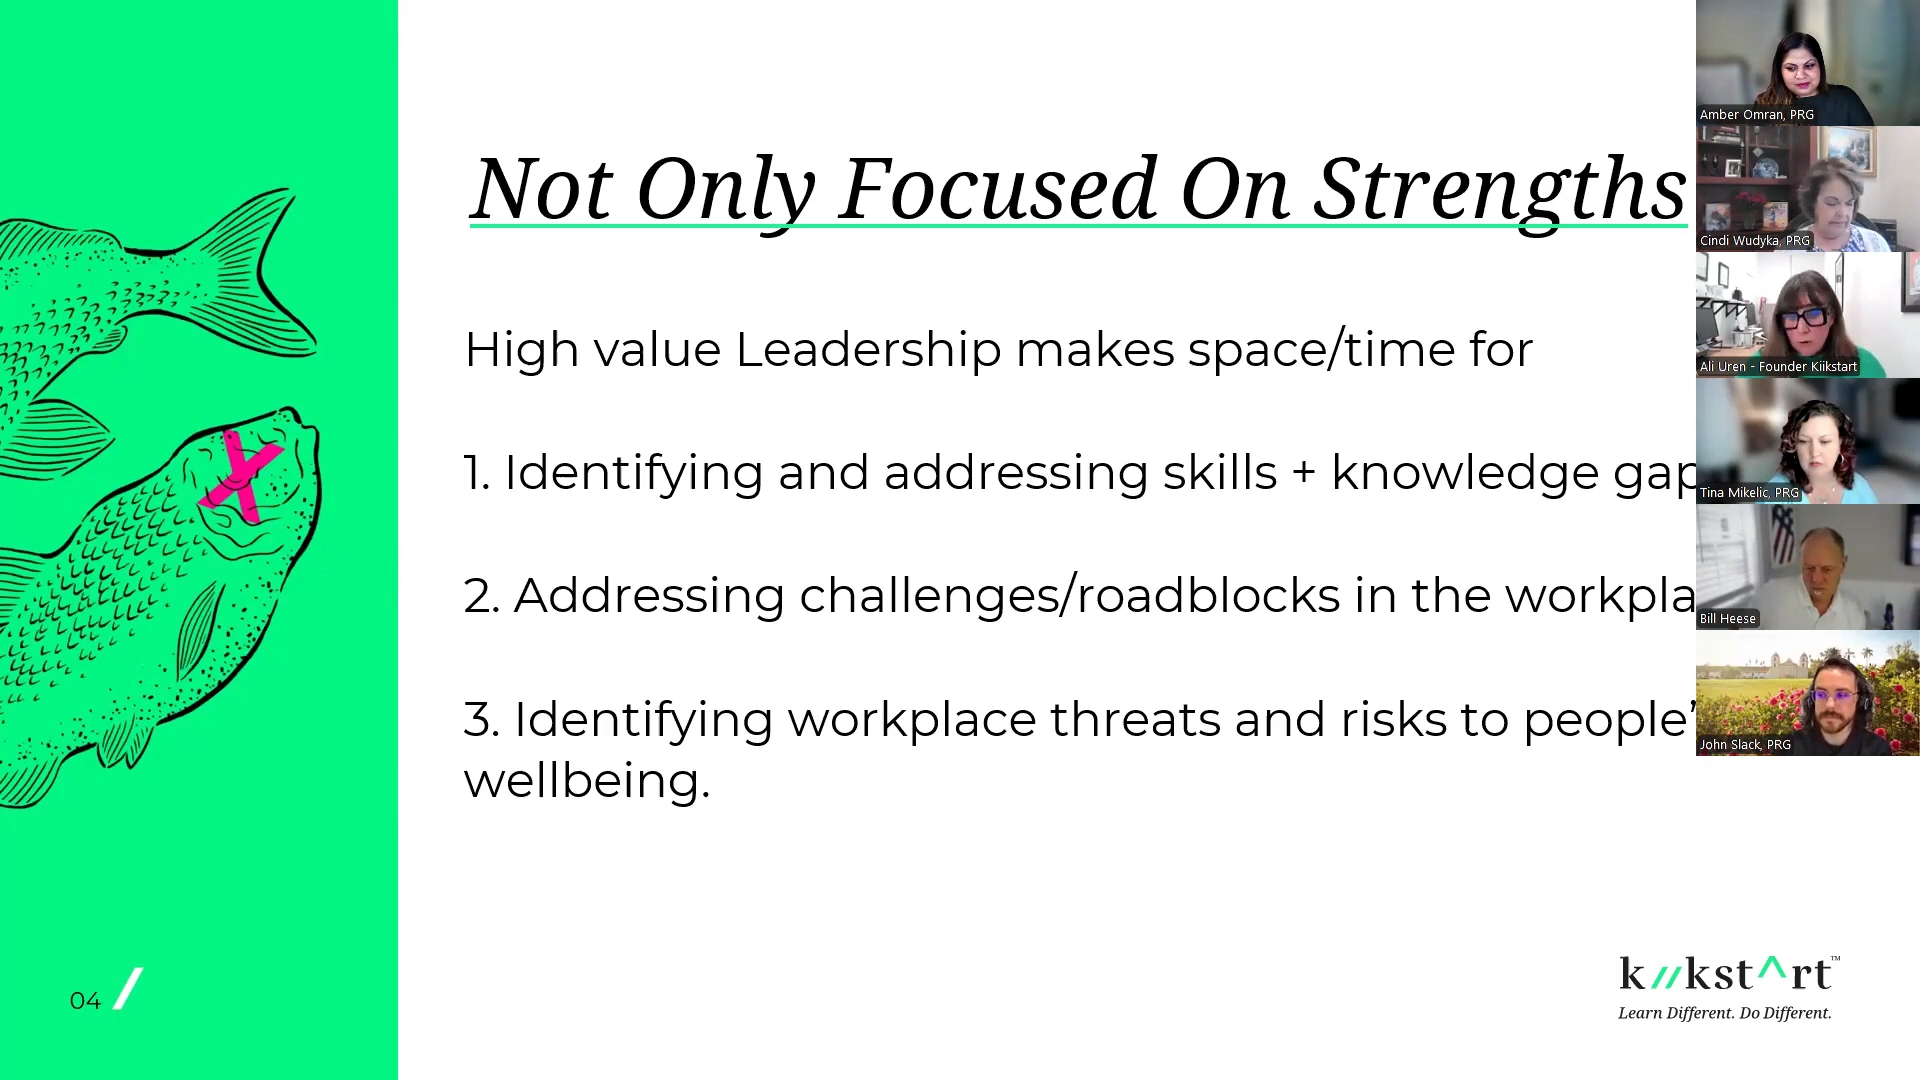 Not Only Focused On Strengths
High value Leadership makes space/time for
1. Identifying and addressing skills + knowledge gap
2. Addressing challenges/roadblocks in the workpla
3. Identifying workplace threats and risks to people’
wellbeing.
04
k//kst^rt™
Learn Different. Do Different.
Amber Omran, PRG
Cindi Wudyka, PRG
Ali Uren - Founder Kiikstart
Tina Mikelic, PRG
Bill Heese
John Slack, PRG